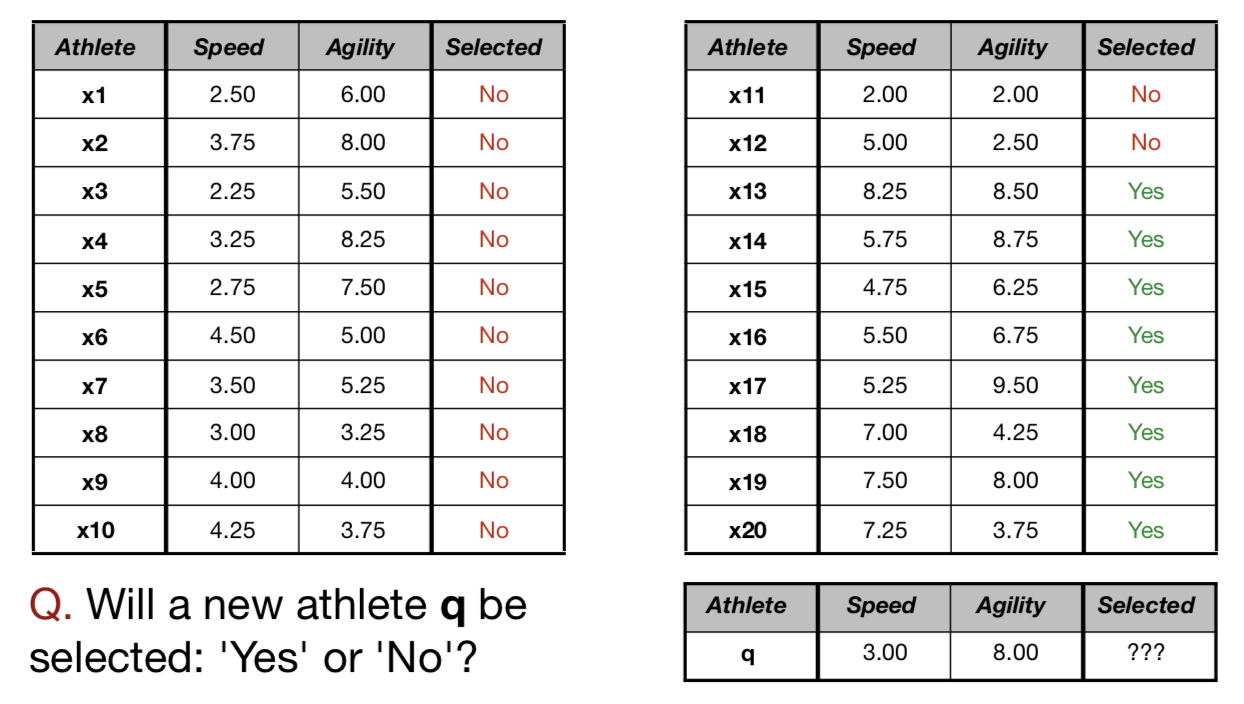 Athlete Speed Agility Selected
x1 2.50 6.00 No
x2 3.75 8.00 No
x3 2.25 5.50 No
x4 3.25 8.25 No
x5 2.75 7.50 No
x6 4.50 5.00 No
x7 3.50 5.25 No
x8 3.00 3.25 No
x9 4.00 4.00 No
x10 4.25 3.75 No
Athlete Speed Agility Selected
x11 2.00 2.00 No
x12 5.00 2.50 No
x13 8.25 8.50 Yes
x14 5.75 8.75 Yes
x15 4.75 6.25 Yes
x16 5.50 6.75 Yes
x17 5.25 9.50 Yes
x18 7.00 4.25 Yes
x19 7.50 8.00 Yes
x20 7.25 3.75 Yes
Q. Will a new athlete q be
selected: 'Yes' or 'No'?
Athlete Speed Agility Selected
q 3.00 8.00 ???